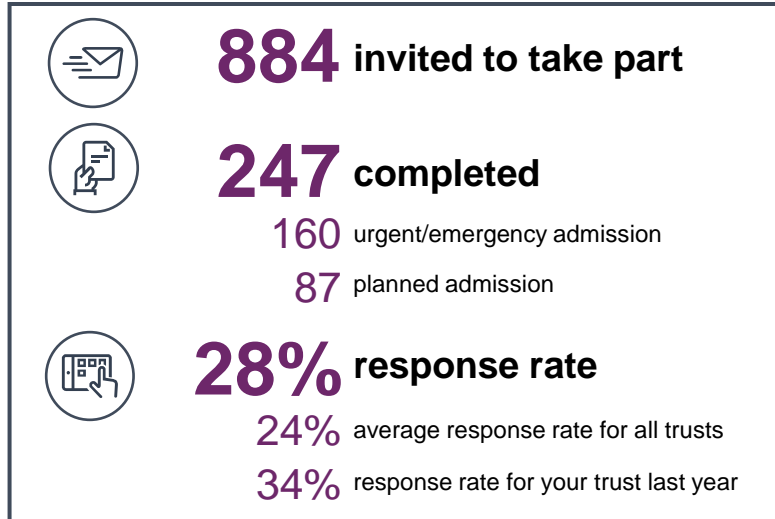 884 invited to take part
247 completed
160 urgent/emergency admission
87 planned admission
28% response rate
24% average response rate for all trusts
34% response rate for your trust last year